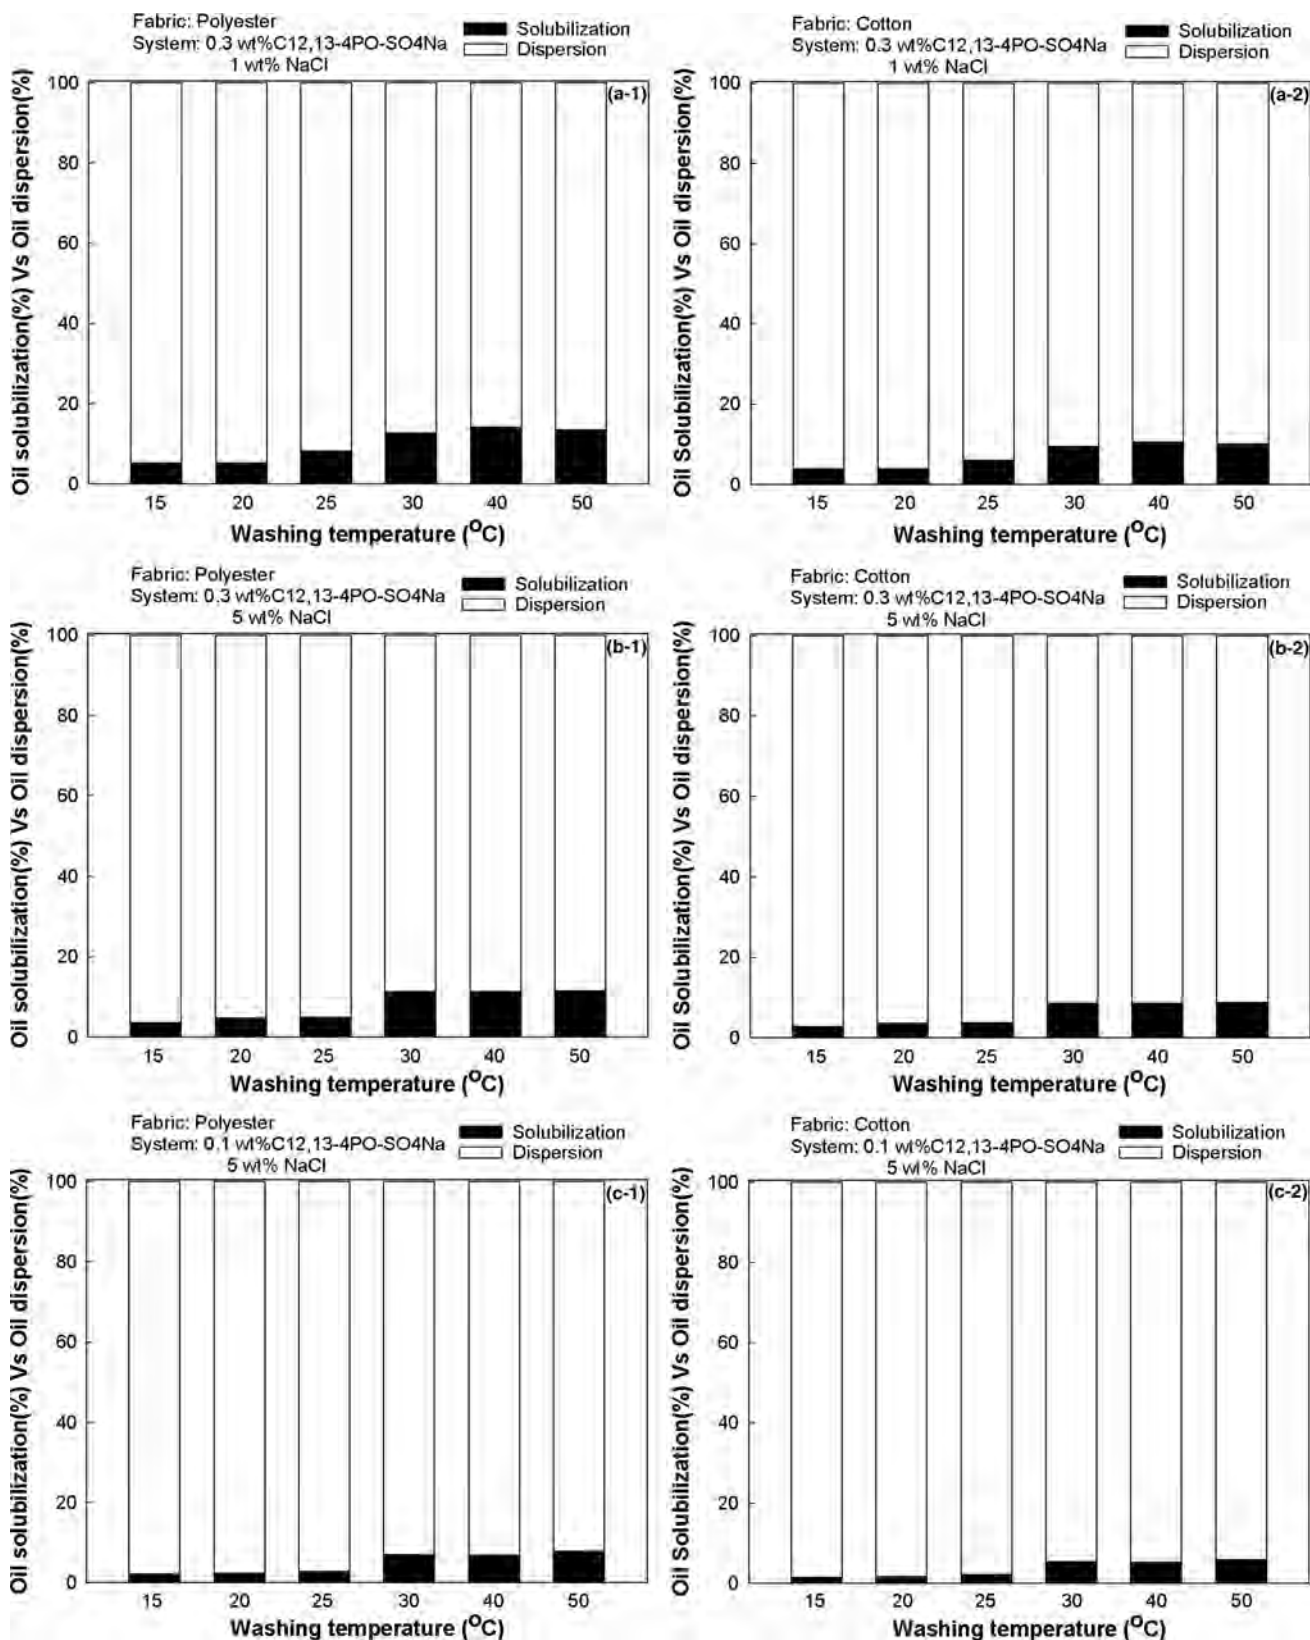 Fabric: Polyester
System: 0.3 wt%C12,13-4PO-SO4Na
1 wt% NaCl
Solubilization
Dispersion
(a-1)
Oil solubilization(%) Vs Oil dispersion(%)
100
80
60
40
20
0
15 20 25 30 40 50
Washing temperature (OC)
Fabric: Cotton
System: 0.3 wt%C12,13-4PO-SO4Na
1 wt% NaCl
Solubilization
Dispersion
(a-2)
Oil Solubilization(%) Vs Oil dispersion(%)
100
80
60
40
20
0
15 20 25 30 40 50
Washing temperature (OC)
Fabric: Polyester
System: 0.3 wt%C12,13-4PO-SO4Na
5 wt% NaCl
Solubilization
Dispersion
(b-1)
Oil solubilization(%) Vs Oil dispersion(%)
100
80
60
40
20
0
15 20 25 30 40 50
Washing temperature (OC)
Fabric: Cotton
System: 0.3 wt%C12,13-4PO-SO4Na
5 wt% NaCl
Solubilization
Dispersion
(b-2)
Oil Solubilization(%) Vs Oil dispersion(%)
100
80
60
40
20
0
15 20 25 30 40 50
Washing temperature (OC)
Fabric: Polyester
System: 0.1 wt%C12,13-4PO-SO4Na
5 wt% NaCl
Solubilization
Dispersion
(c-1)
Oil solubilization(%) Vs Oil dispersion(%)
100
80
60
40
20
0
15 20 25 30 40 50
Washing temperature (OC)
Fabric: Cotton
System: 0.1 wt%C12,13-4PO-SO4Na
5 wt% NaCl
Solubilization
Dispersion
(c-2)
Oil Solubilization(%) Vs Oil dispersion(%)
100
80
60
40
20
0
15 20 25 30 40 50
Washing temperature (OC)